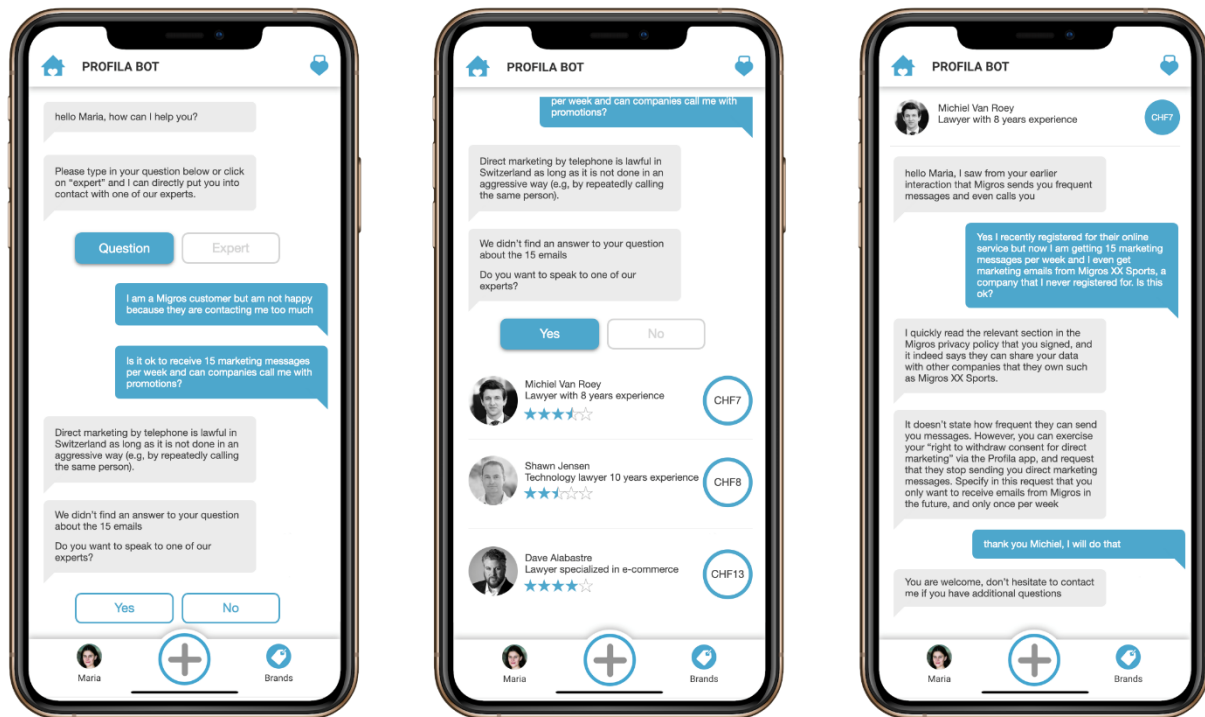 PROFILA BOT
hello Maria, how can I help you?
Please type in your question below or click
on “expert” and I can directly put you into
contact with one of our experts.
Question
Expert
I am a Migros customer but am not happy
because they are contacting me too much
Is it ok to receive 15 marketing messages
per week and can companies call me with
promotions?
Direct marketing by telephone is lawful in
Switzerland as long as it is not done in an
aggressive way (e.g, by repeatedly calling
the same person).
We didn’t find an answer to your question
about the 15 emails
Do you want to speak to one of our
experts?
Yes
No
Maria
Brands
PROFILA BOT
per week and can companies call me with
promotions?
Direct marketing by telephone is lawful in
Switzerland as long as it is not done in an
aggressive way (e.g, by repeatedly calling
the same person).
We didn’t find an answer to your question
about the 15 emails
Do you want to speak to one of our
experts?
Yes
No
Michiel Van Roey
Lawyer with 8 years experience
CHF7
Shawn Jensen
Technology lawyer 10 years experience
CHF8
Dave Alabastre
Lawyer specialized in e-commerce
CHF13
Maria
Brands
PROFILA BOT
Michiel Van Roey
Lawyer with 8 years experience
CHF7
hello Maria, I saw from your earlier
interaction that Migros sends you frequent
messages and even calls you
Yes I recently registered for their online
service but now I am getting 15 marketing
messages per week and I even get
marketing emails from Migros XX Sports, a
company that I never registered for. Is this
ok?
I quickly read the relevant section in the
Migros privacy policy that you signed, and
it indeed says they can share your data
with other companies that they own such
as Migros XX Sports.
It doesn’t state how frequent they can send
you messages. However, you can exercise
your “right to withdraw consent for direct
marketing” via the Profila app, and request
that they stop sending you direct marketing
messages. Specify in this request that you
only want to receive emails from Migros in
the future, and only once per week
thank you Michiel, I will do that
You are welcome, don’t hesitate to contact
me if you have additional questions
Maria
Brands